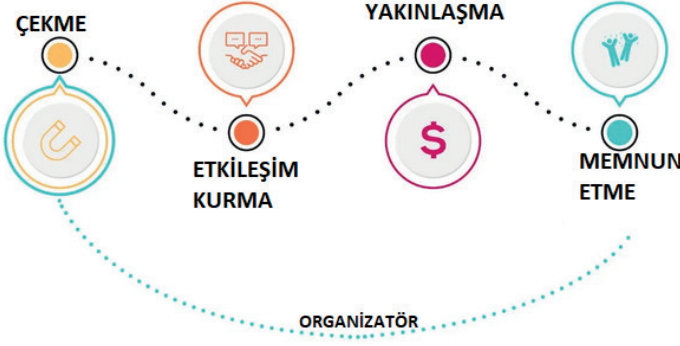 ÇEKME
ETKİLEŞİM
KURMA
YAKINLAŞMA
$
MEMNUN
ETME
ORGANİZATÖR